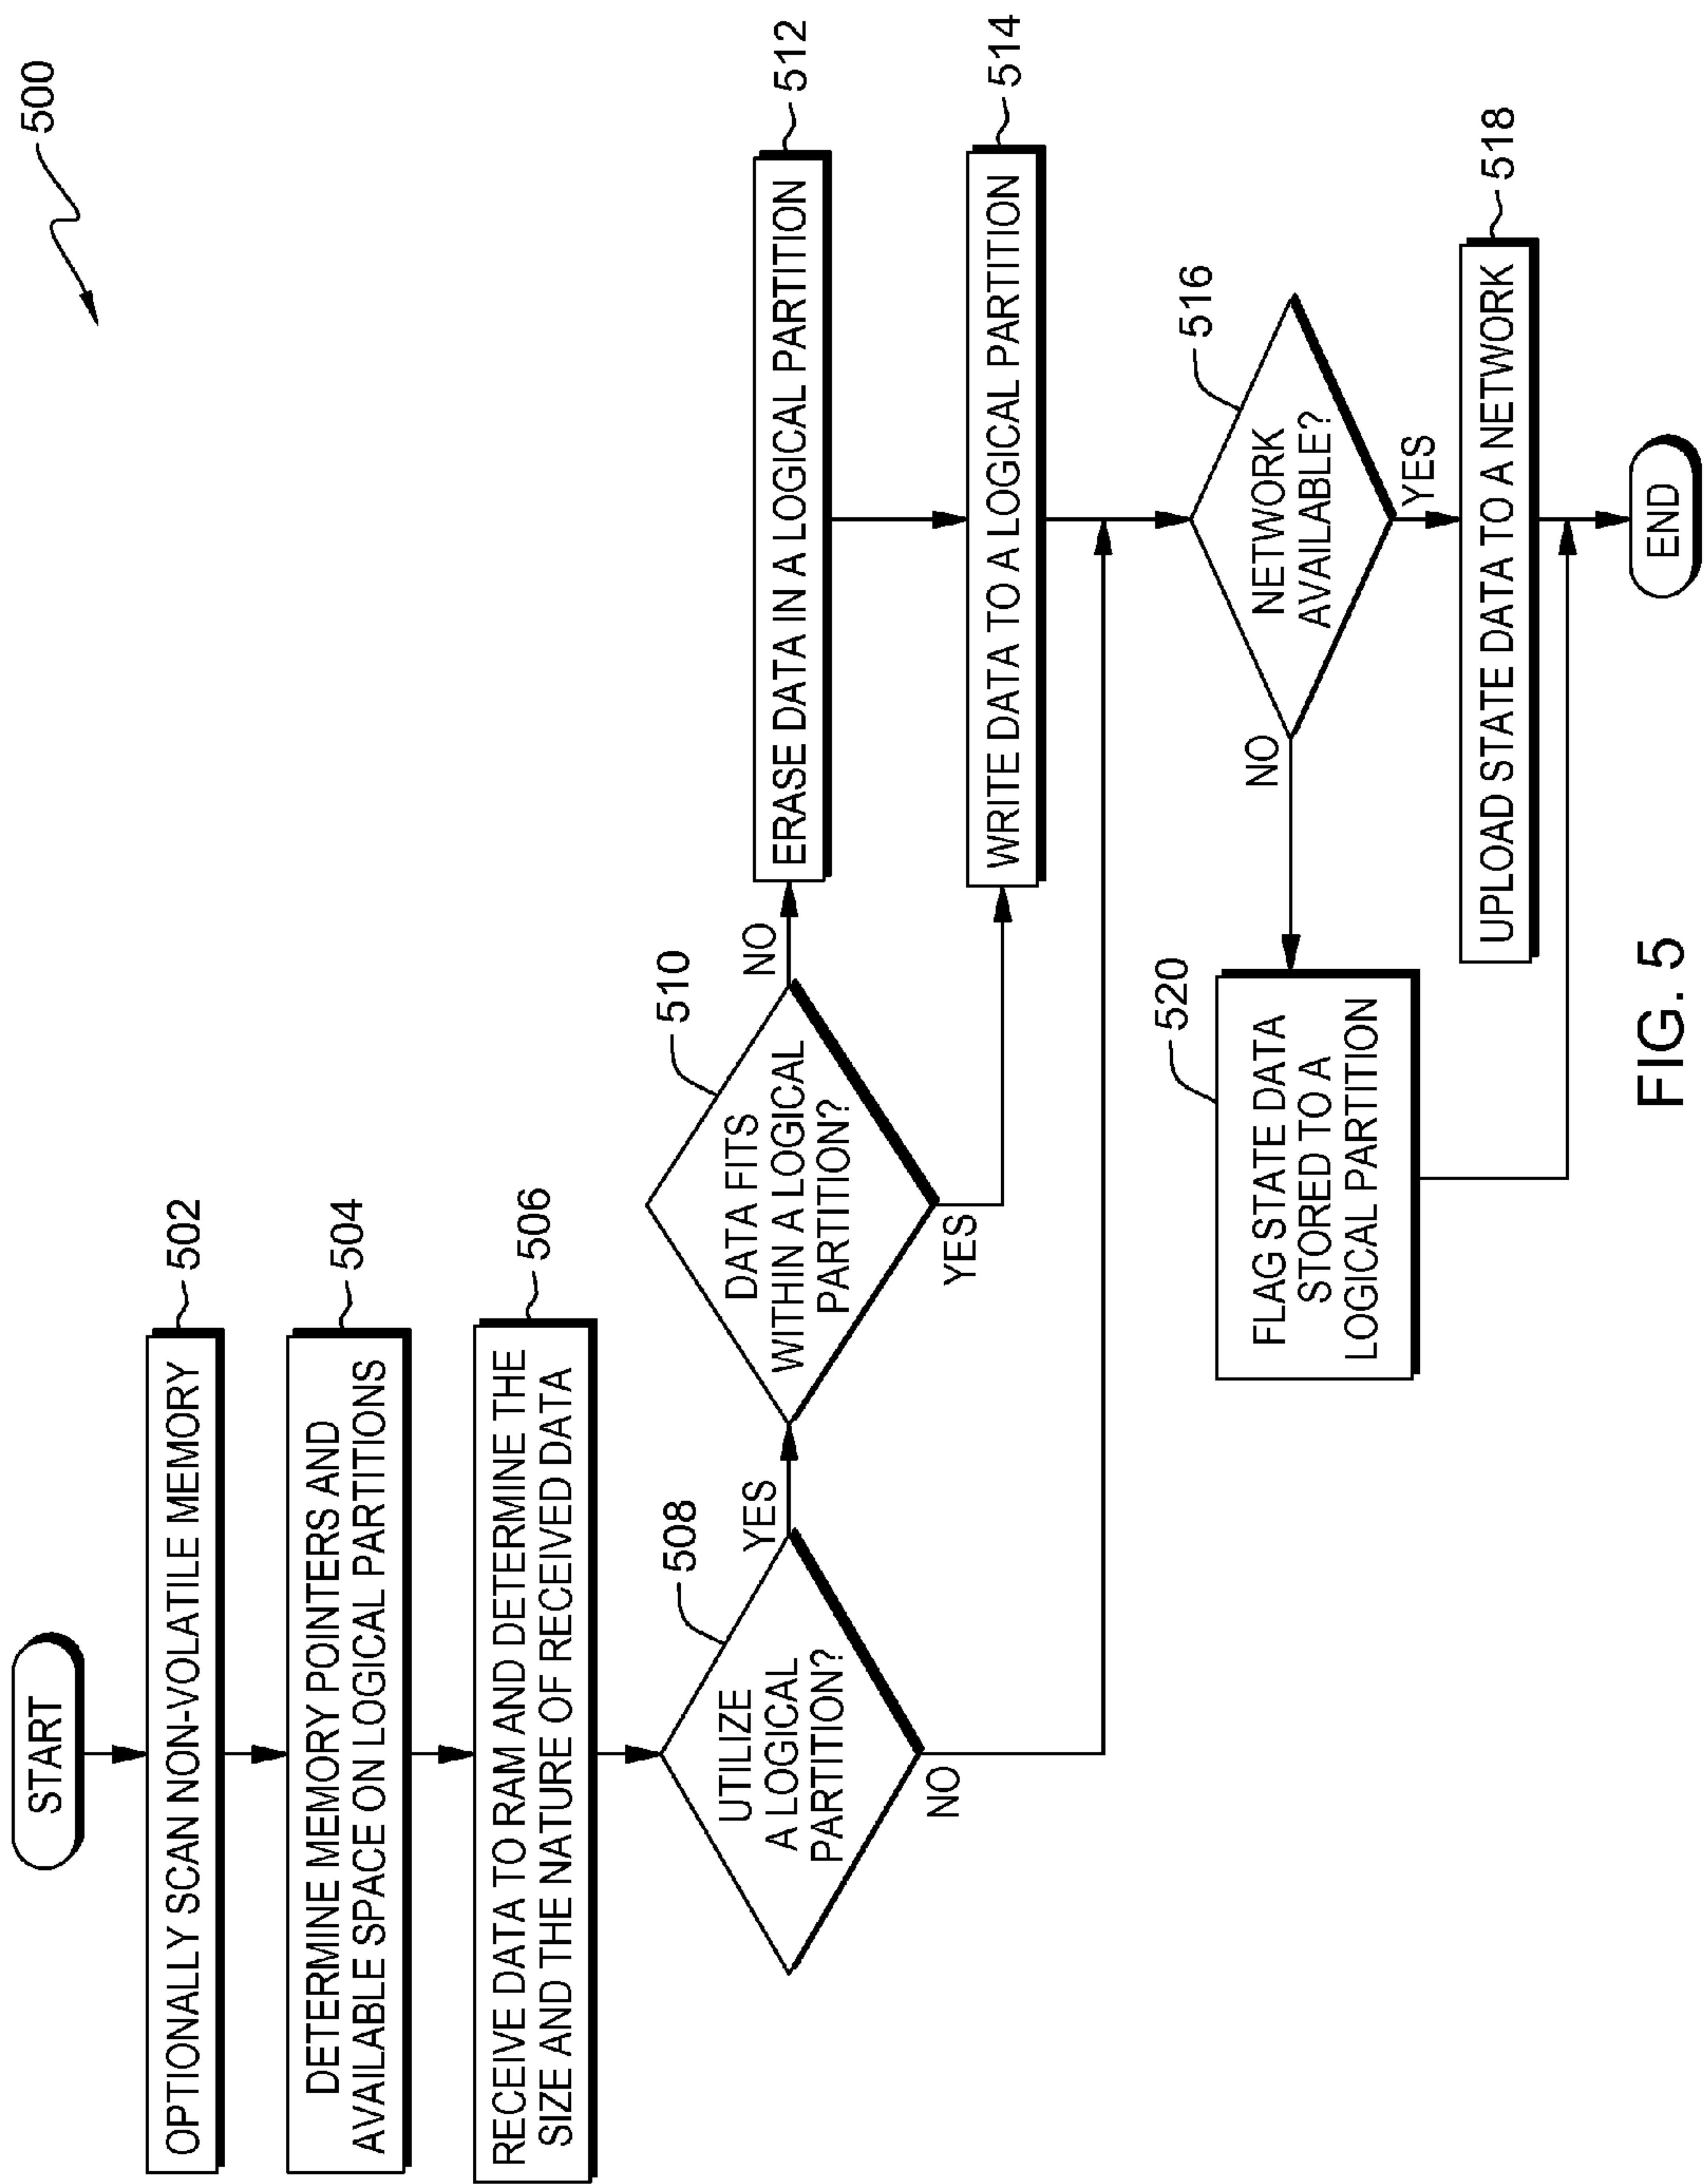 500
START
OPTIONALLY SCAN NON-VOLATILE MEMORY
502
DETERMINE MEMORY POINTERS AND
AVAILABLE SPACE ON LOGICAL PARTITIONS
504
RECEIVE DATA TO RAM AND DETERMINE THE
SIZE AND THE NATURE OF RECEIVED DATA
506
UTILIZE
A LOGICAL
PARTITION?
508
YES
NO
DATA FITS
WITHIN A LOGICAL
PARTITION?
510
NO
YES
ERASE DATA IN A LOGICAL PARTITION
512
WRITE DATA TO A LOGICAL PARTITION
514
NETWORK
AVAILABLE?
516
NO
YES
FLAG STATE DATA
STORED TO A
LOGICAL PARTITION
520
UPLOAD STATE DATA TO A NETWORK
518
END
FIG. 5